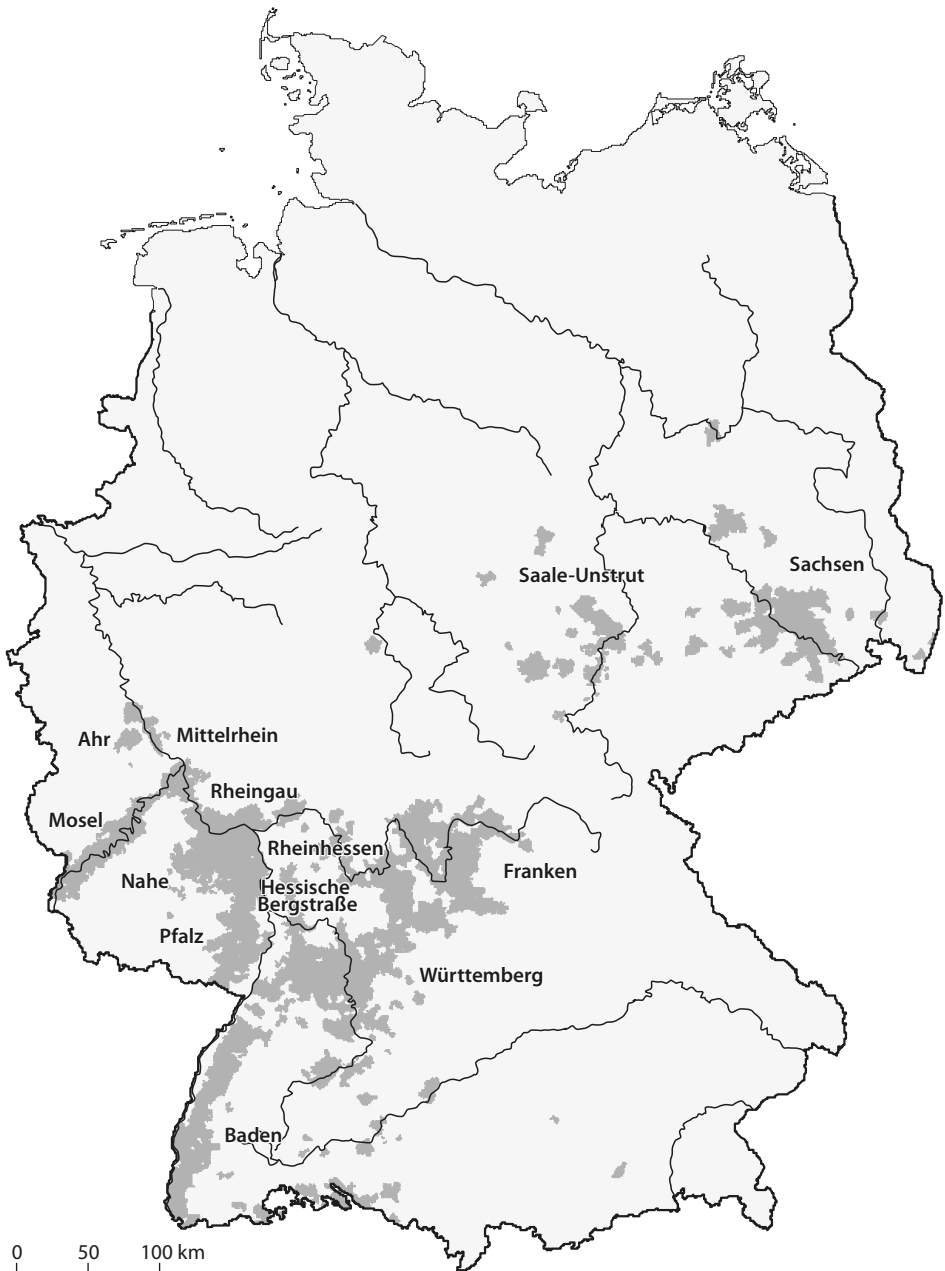 Saale-Unstrut
Sachsen
Ahr
Mittelrhein
Rheingau
Mosel
Rheinhessen
Nahe
Hessische
Bergstraße
Franken
Pfalz
Württemberg
Baden
0 50 100 km